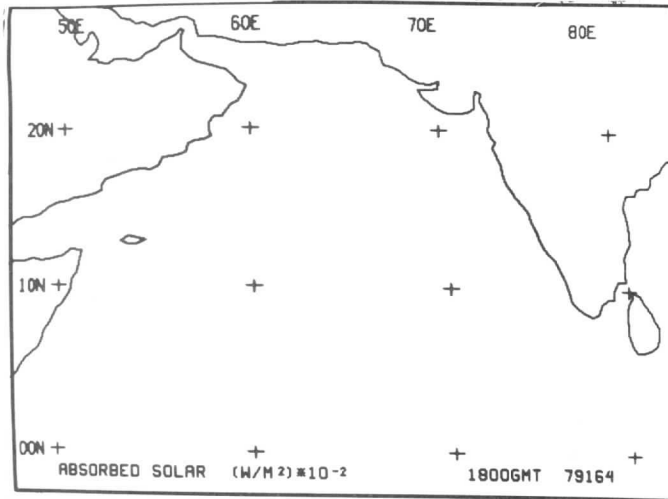 50E 60E 70E 80E
20N
10N
00N
ABSORBED SOLAR (W/M2)*10-2 1800GMT 79164